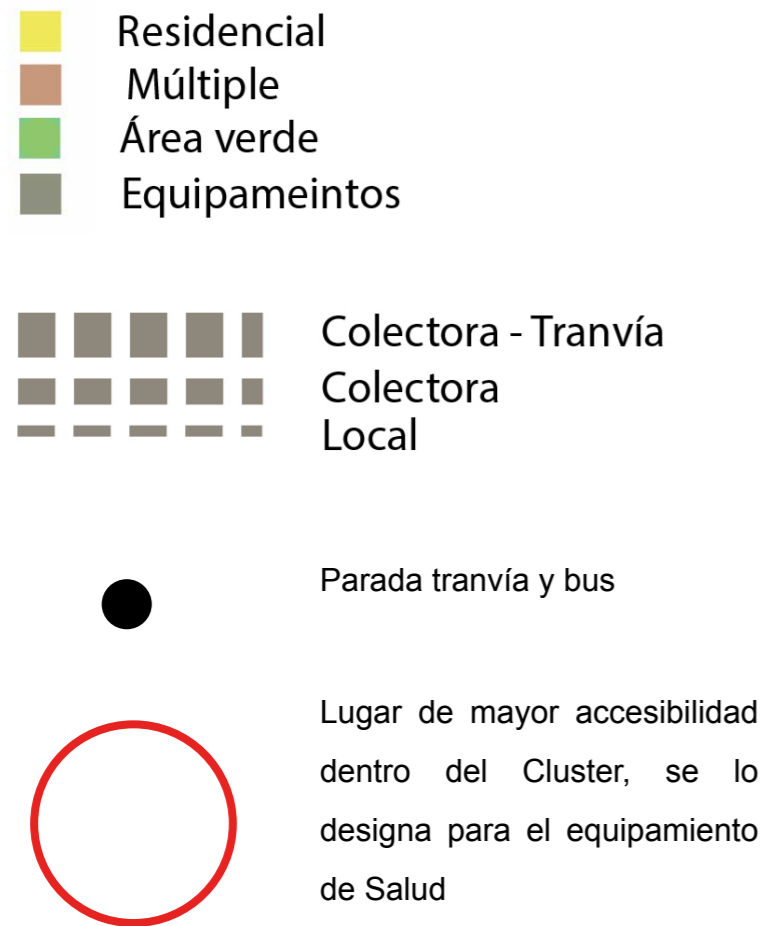 Residencial
Múltiple
Área verde
Equipameintos
Colectora - Tranvía
Colectora
Local
Parada tranvía y bus
Lugar de mayor accesibilidad
dentro del Cluster, se lo
designa para el equipamiento
de Salud